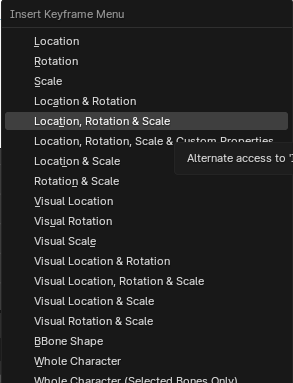 Insert Keyframe Menu
Location
Rotation
Scale
Location & Rotation
Location, Rotation & Scale
Location, Rotation, Scale & Custom Properties
Alternate access to
Location & Scale
Rotation & Scale
Visual Location
Visual Rotation
Visual Scale
Visual Location & Rotation
Visual Location, Rotation & Scale
Visual Location & Scale
Visual Rotation & Scale
BBone Shape
Whole Character
Whole Character (Selected Bones Only)